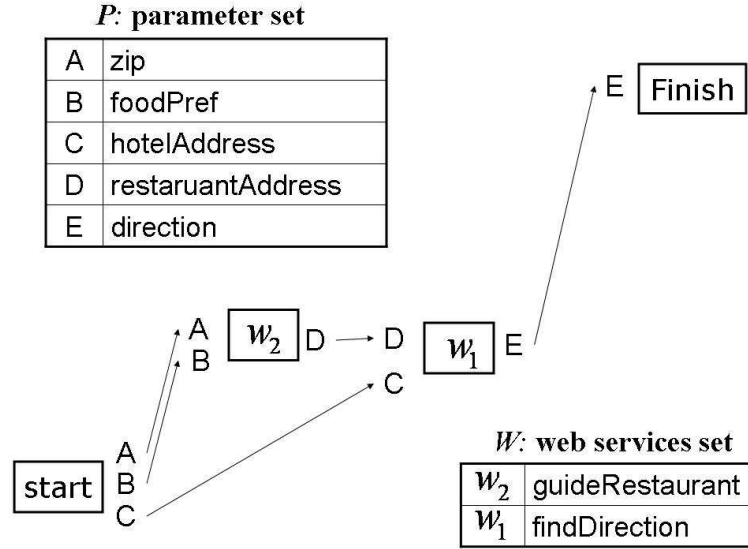 P: parameter set
A zip
B foodPref
C hotelAddress
D restaruantAddress
E direction
E Finish
A w2 D D w1 E
B C
A
start B
C
W: web services set
w2 guideRestaurant
w1 findDirection